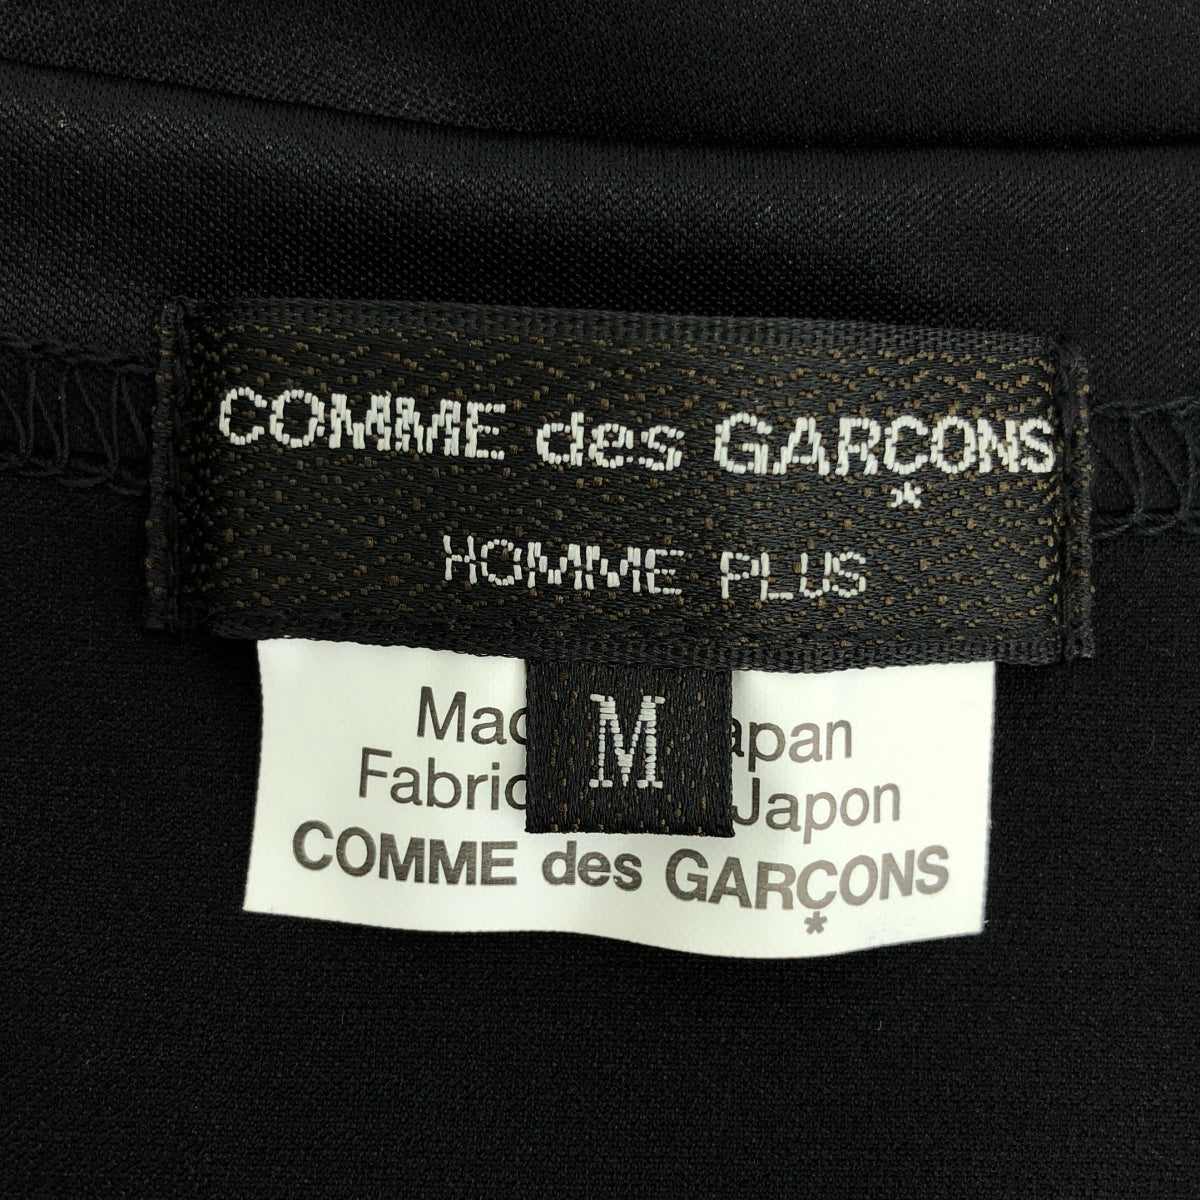 COMME des GARÇONS
*
HOMME PLUS
M
Mad apan
Fabric Japon
COMME des GARÇONS
*